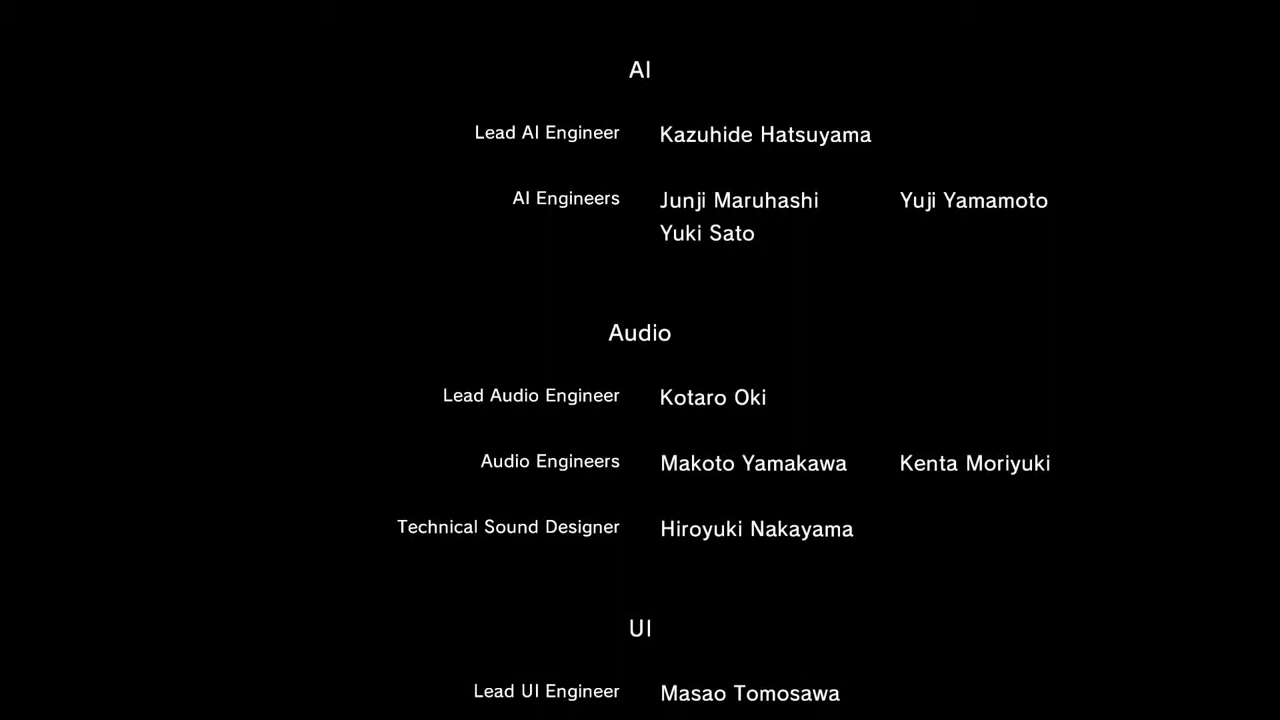 AI
Lead AI Engineer Kazuhide Hatsuyama
AI Engineers Junji Maruhashi Yuji Yamamoto
Yuki Sato
Audio
Lead Audio Engineer Kotaro Oki
Audio Engineers Makoto Yamakawa Kenta Moriyuki
Technical Sound Designer Hiroyuki Nakayama
UI
Lead UI Engineer Masao Tomosawa